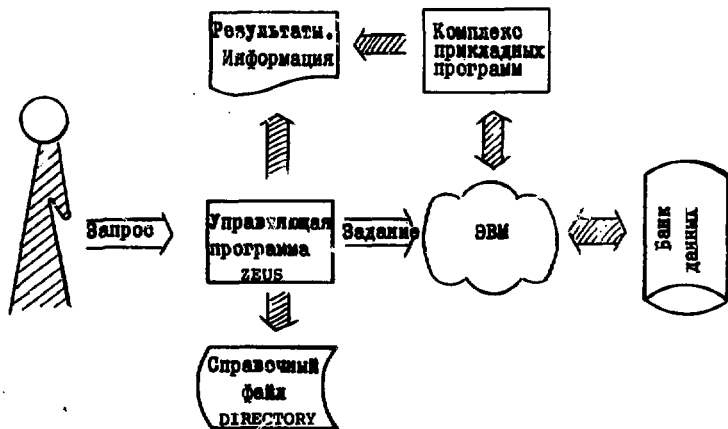 Результаты.
Информация
Комплекс
прикладных
программ
Запрос
Управляющая
программа
ZEUS
Задание
ЭВМ
Банк
данных
Справочный
файл
DIRECTORY